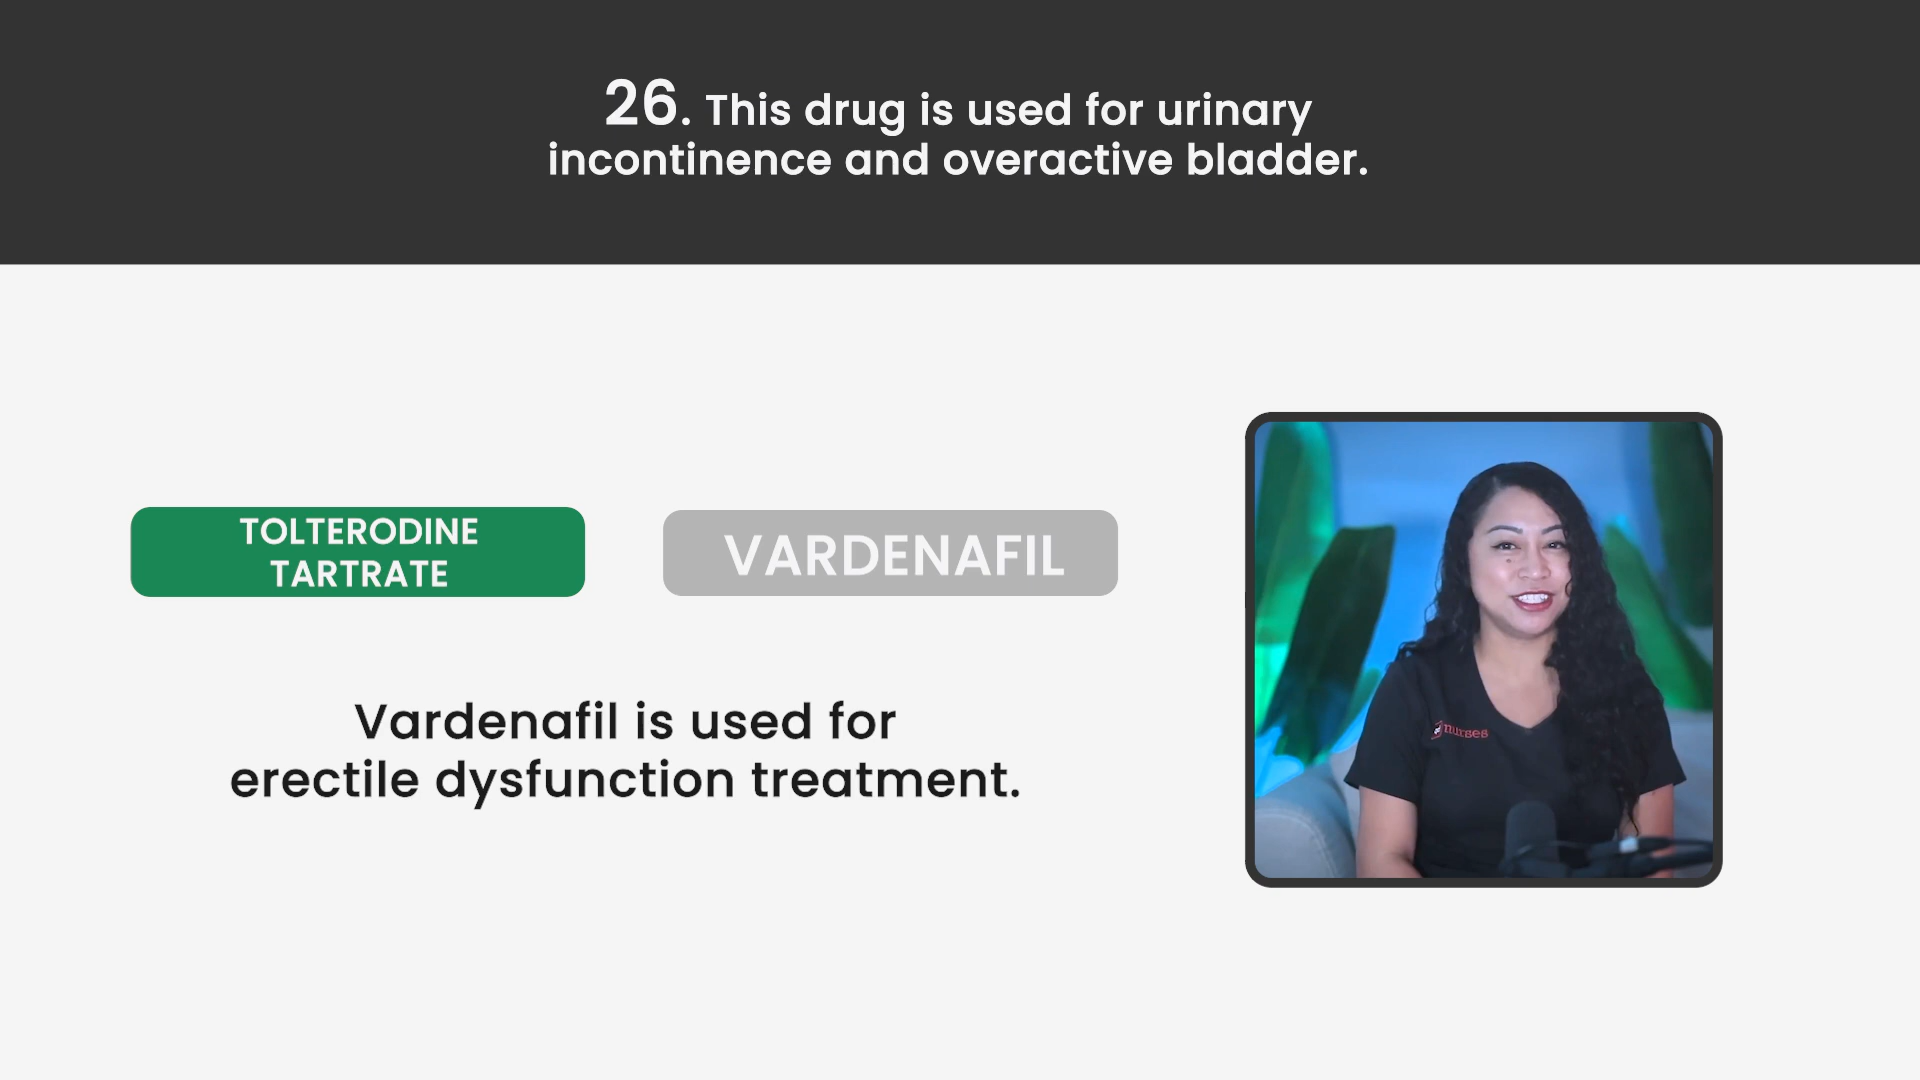 26. This drug is used for urinary
incontinence and overactive bladder.
TOLTERODINE
TARTRATE
VARDENAFIL
Vardenafil is used for
erectile dysfunction treatment.
nurses